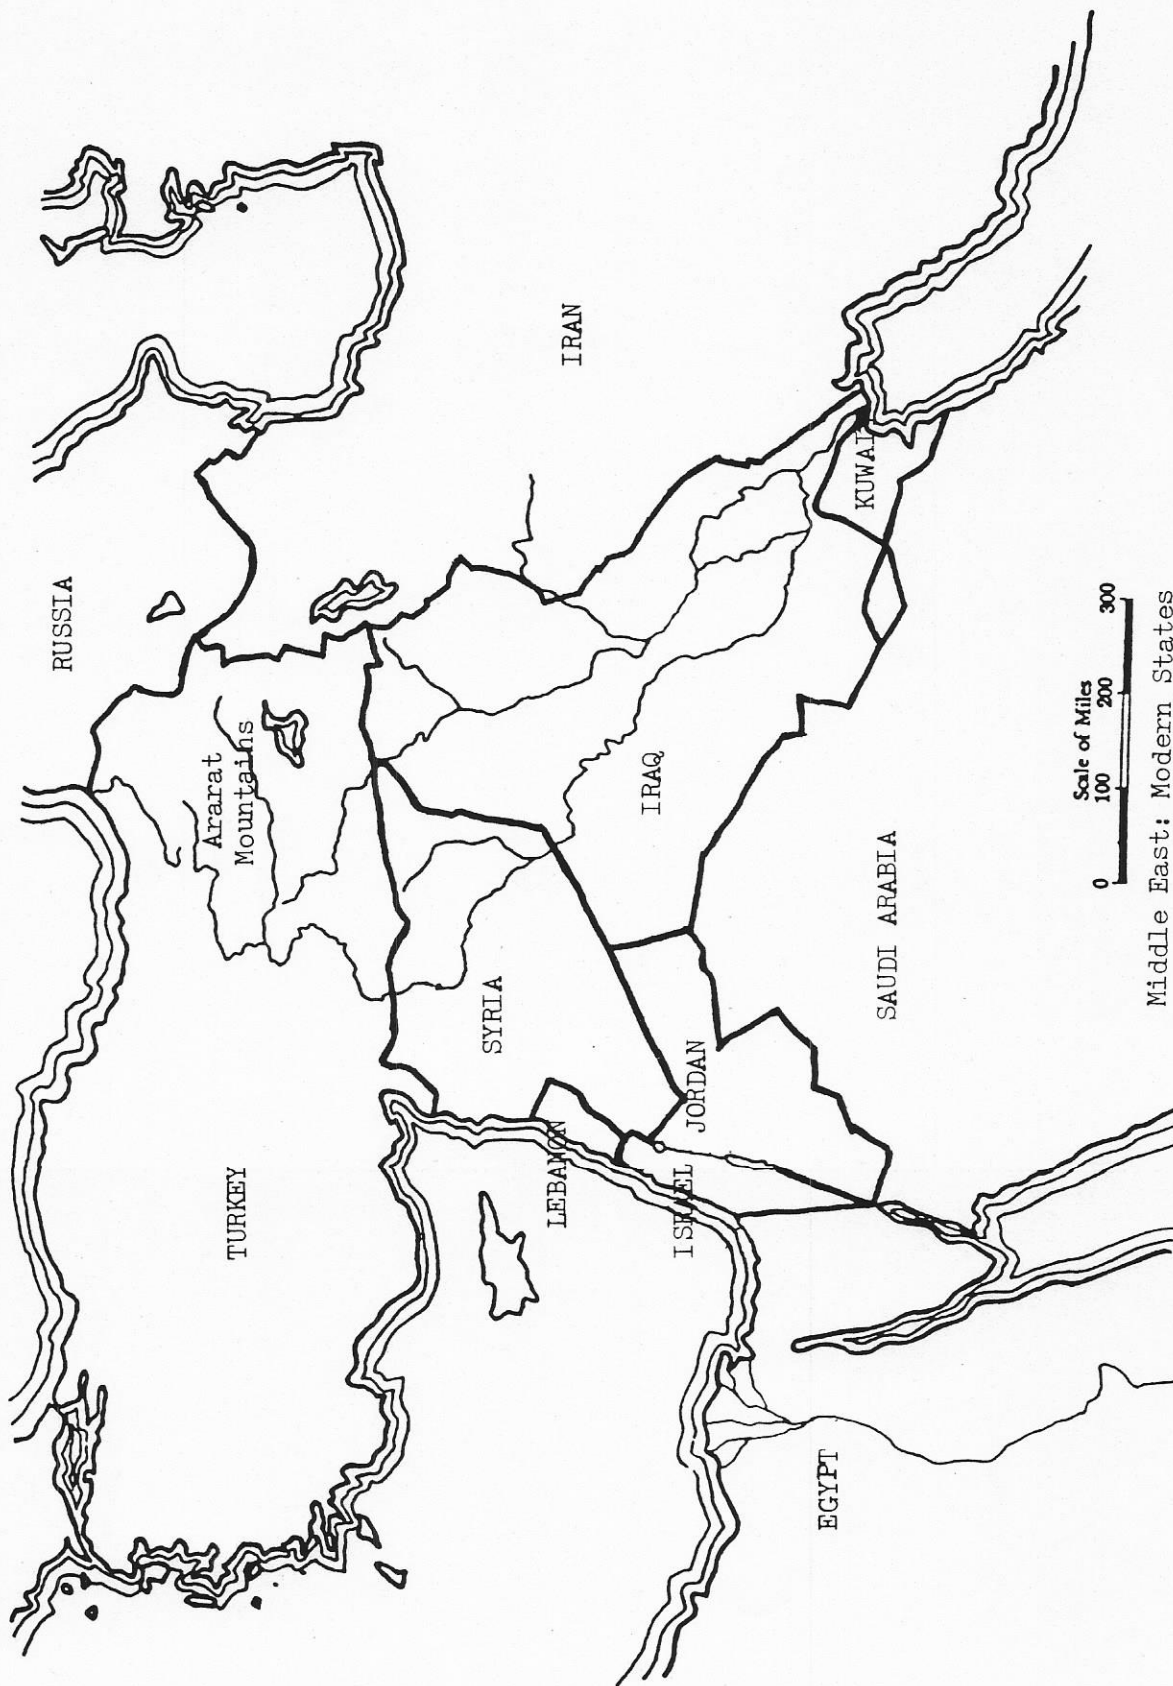 RUSSIA
TURKEY
Ararat
Mountains
IRAN
SYRIA
LEBANON
IRAQ
ISRAEL
JORDAN
KUWAIT
EGYPT
SAUDI ARABIA
Scale of Miles
0 100 200 300
Middle East: Modern States